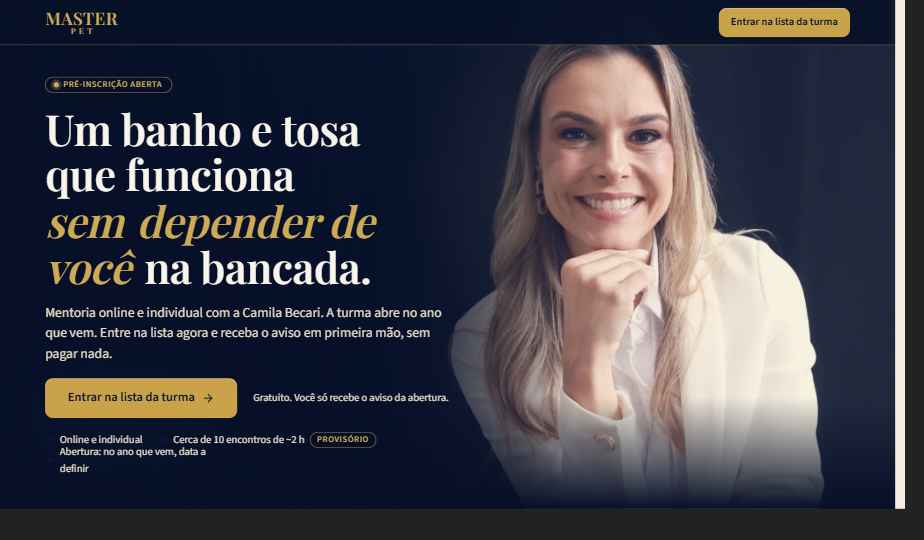 MASTER
PET
Entrar na lista da turma
PRÉ-INSCRIÇÃO ABERTA
Um banho e tosa
que funciona
sem depender de
você na bancada.
Mentoria online e individual com a Camila Becari. A turma abre no ano
que vem. Entre na lista agora e receba o aviso em primeira mão, sem
pagar nada.
Entrar na lista da turma →
Gratuito. Você só recebe o aviso da abertura.
Online e individual
Cerca de 10 encontros de ~2 h
PROVISÓRIO
Abertura: no ano que vem, data a
definir